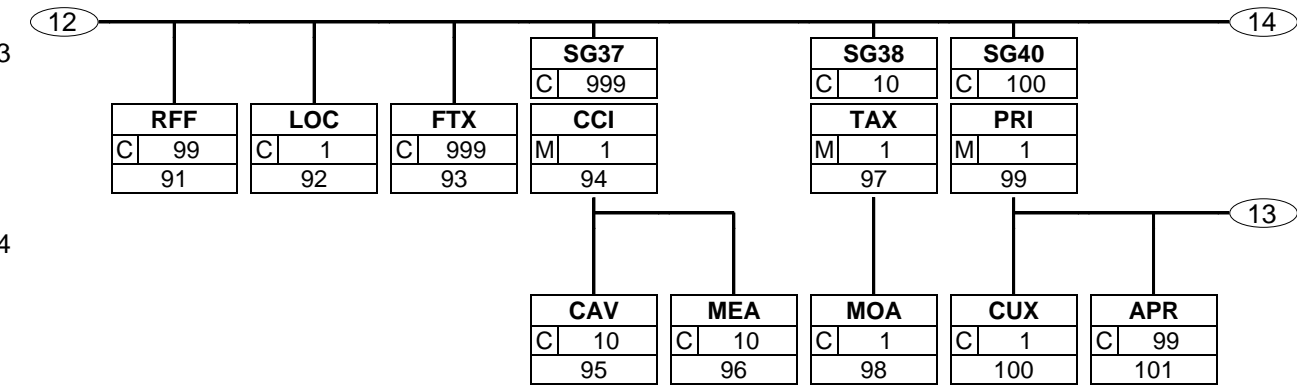 12 14
3
SG37 SG38 SG40
C 999 C 10 C 100
RFF LOC FTX CCI TAX PRI
C 99 C 1 C 999 M 1 M 1 M 1
91 92 93 94 97 99
13
4
CAV MEA MOA CUX APR
C 10 C 10 C 1 C 1 C 99
95 96 98 100 101